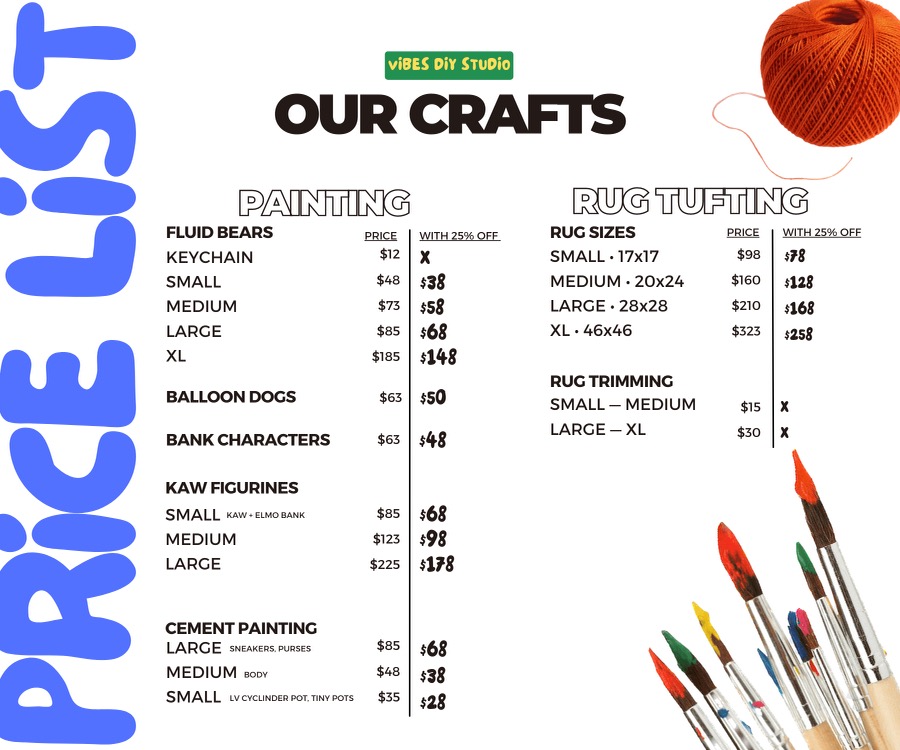 PRiCE LiST
ViBES DiY STUDiO
OUR CRAFTS
PAINTING
FLUID BEARS PRICE WITH 25% OFF
KEYCHAIN $12 X
SMALL $48 $38
MEDIUM $73 $58
LARGE $85 $68
XL $185 $148
BALLOON DOGS $63 $50
BANK CHARACTERS $63 $48
KAW FIGURINES
SMALL KAW + ELMO BANK $85 $68
MEDIUM $123 $98
LARGE $225 $178
CEMENT PAINTING
LARGE SNEAKERS, PURSES $85 $68
MEDIUM BODY $48 $38
SMALL LV CYCLINDER POT, TINY POTS $35 $28
RUG TUFTING
RUG SIZES PRICE WITH 25% OFF
SMALL • 17x17 $98 $78
MEDIUM • 20x24 $160 $128
LARGE • 28x28 $210 $168
XL • 46x46 $323 $258
RUG TRIMMING
SMALL — MEDIUM $15 X
LARGE — XL $30 X